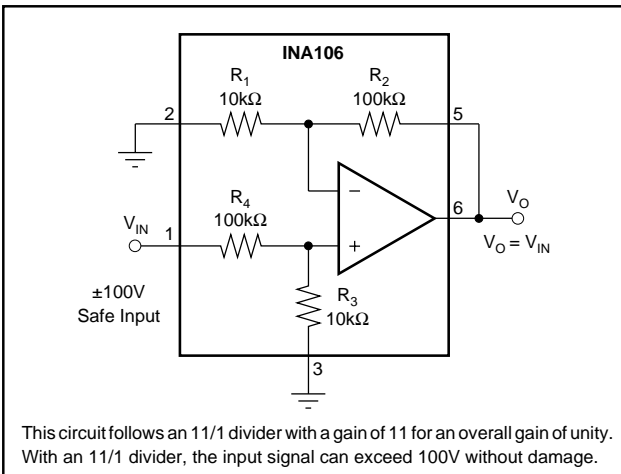 INA106
R1
10kΩ
R2
100kΩ
2
5
−
6
VO
VO = VIN
R4
100kΩ
VIN
1
+
±100V
Safe Input
R3
10kΩ
3
This circuit follows an 11/1 divider with a gain of 11 for an overall gain of unity.
With an 11/1 divider, the input signal can exceed 100V without damage.